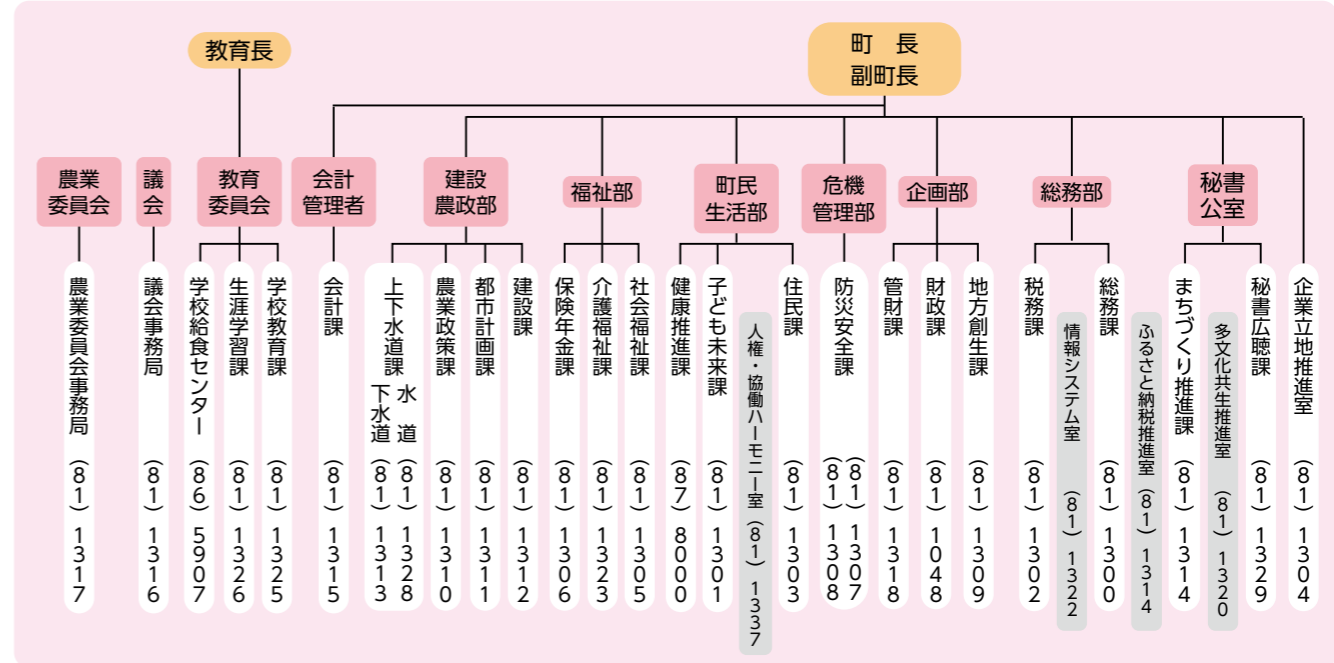 教育長
町　長
副町長
農業
委員会
議
会
教育
委員会
会計
管理者
建設
農政部
福祉部
町民
生活部
危機
管理部
企画部
総務部
秘書
公室
農業委員会事務局 (81) 1317
議会事務局 (81) 1316
学校給食センター (86) 5907
生涯学習課 (81) 1326
学校教育課 (81) 1325
会計課 (81) 1315
上下水道課
水　道 (81) 1328
下水道 (81) 1313
農業政策課 (81) 1310
都市計画課 (81) 1311
建設課 (81) 1312
保険年金課 (81) 1306
介護福祉課 (81) 1323
社会福祉課 (81) 1305
健康推進課 (87) 8000
子ども未来課 (81) 1301
人権・協働ハーモニー室 (81) 1337
住民課 (81) 1303
防災安全課
(81) 1307
(81) 1308
管財課 (81) 1318
財政課 (81) 1048
地方創生課 (81) 1309
税務課 (81) 1302
情報システム室 (81) 1322
総務課 (81) 1300
ふるさと納税推進室 (81) 1314
まちづくり推進課 (81) 1314
多文化共生推進室 (81) 1320
秘書広聴課 (81) 1329
企業立地推進室 (81) 1304